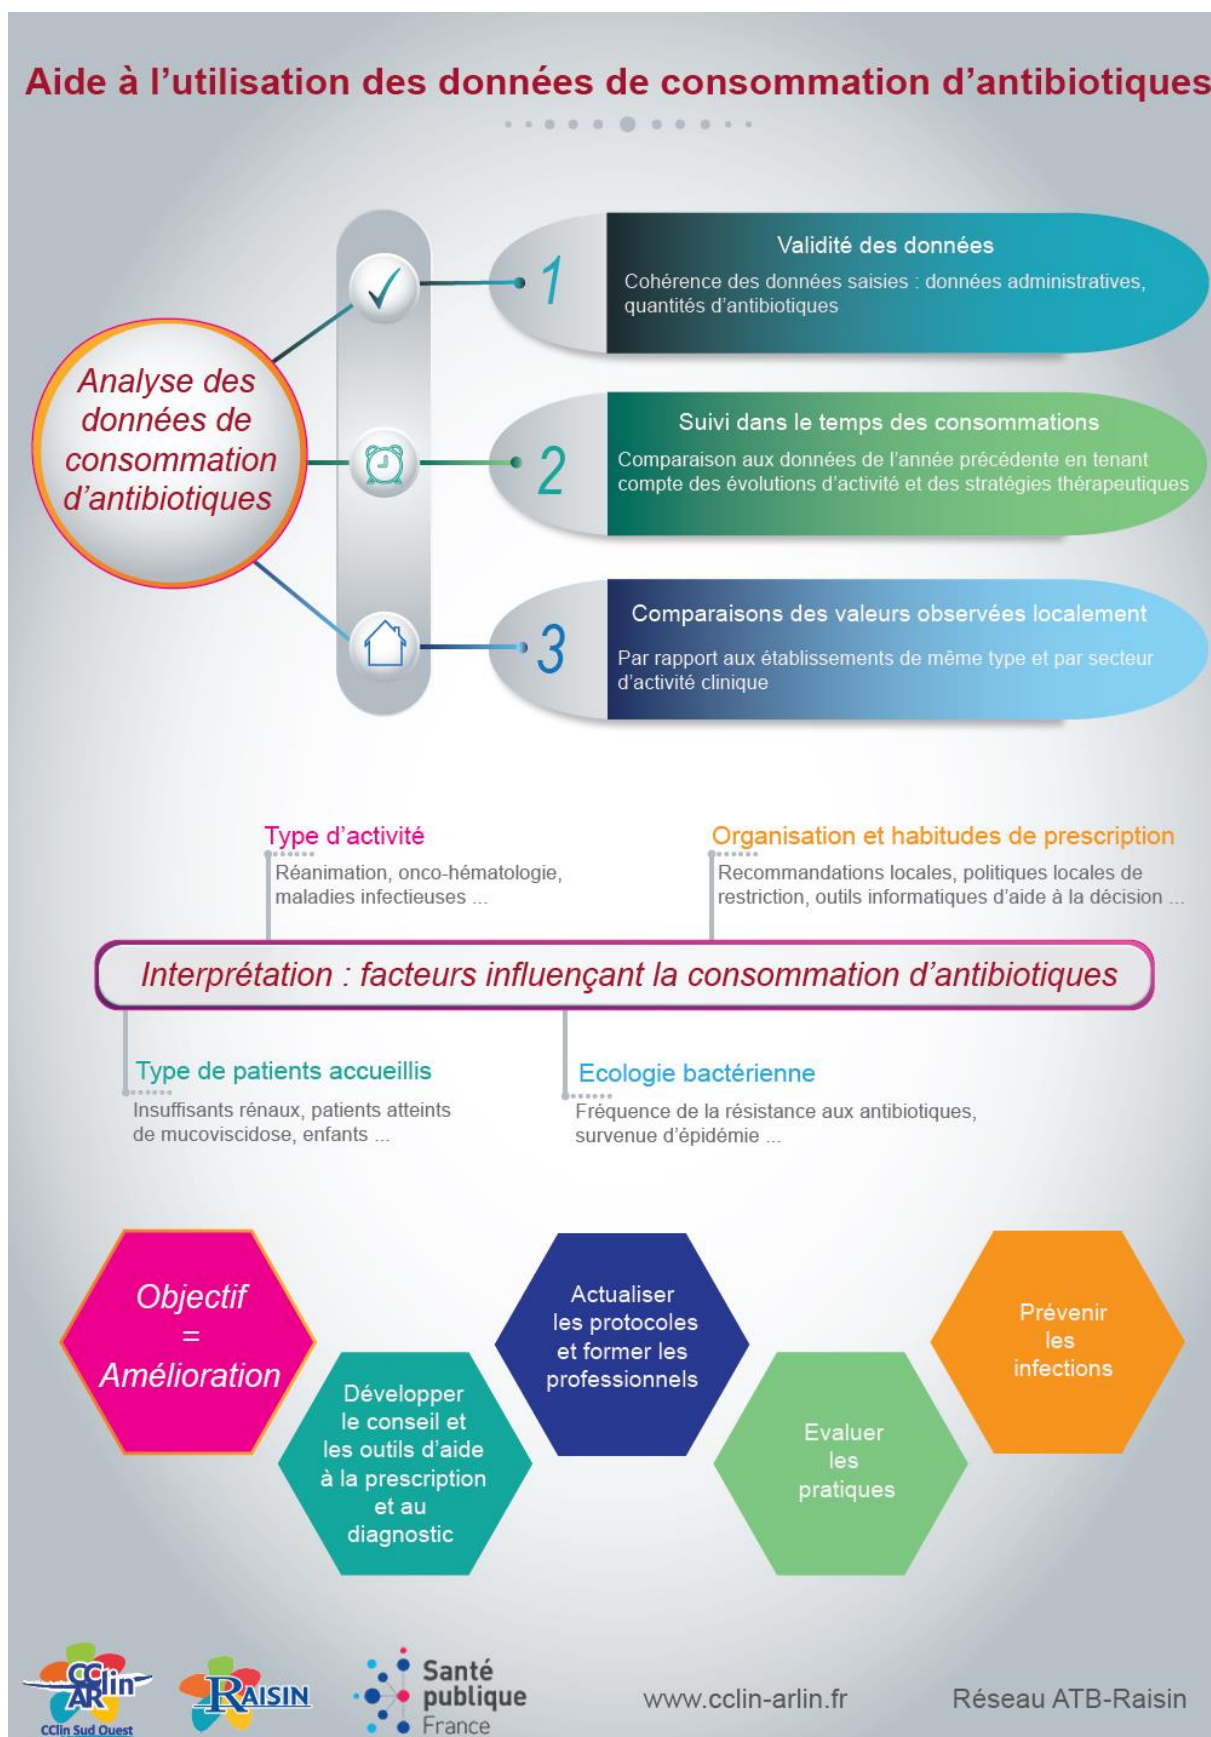 Aide à l'utilisation des données de consommation d'antibiotiques
Analyse des
données de
consommation
d'antibiotiques
1
Validité des données
Cohérence des données saisies : données administratives,
quantités d'antibiotiques
2
Suivi dans le temps des consommations
Comparaison aux données de l'année précédente en tenant
compte des évolutions d'activité et des stratégies thérapeutiques
3
Comparaisons des valeurs observées localement
Par rapport aux établissements de même type et par secteur
d'activité clinique
Type d'activité
Réanimation, onco-hématologie,
maladies infectieuses ...
Organisation et habitudes de prescription
Recommandations locales, politiques locales de
restriction, outils informatiques d'aide à la décision ...
Interprétation : facteurs influençant la consommation d'antibiotiques
Type de patients accueillis
Insuffisants rénaux, patients atteints
de mucoviscidose, enfants ...
Ecologie bactérienne
Fréquence de la résistance aux antibiotiques,
survenue d'épidémie ...
Objectif
=
Amélioration
Développer
le conseil et
les outils d'aide
à la prescription
et au
diagnostic
Actualiser
les protocoles
et former les
professionnels
Evaluer
les
pratiques
Prévenir
les
infections
CClin
AR
CClin Sud Ouest
RAISIN
Santé
publique
France
www.cclin-arlin.fr
Réseau ATB-Raisin